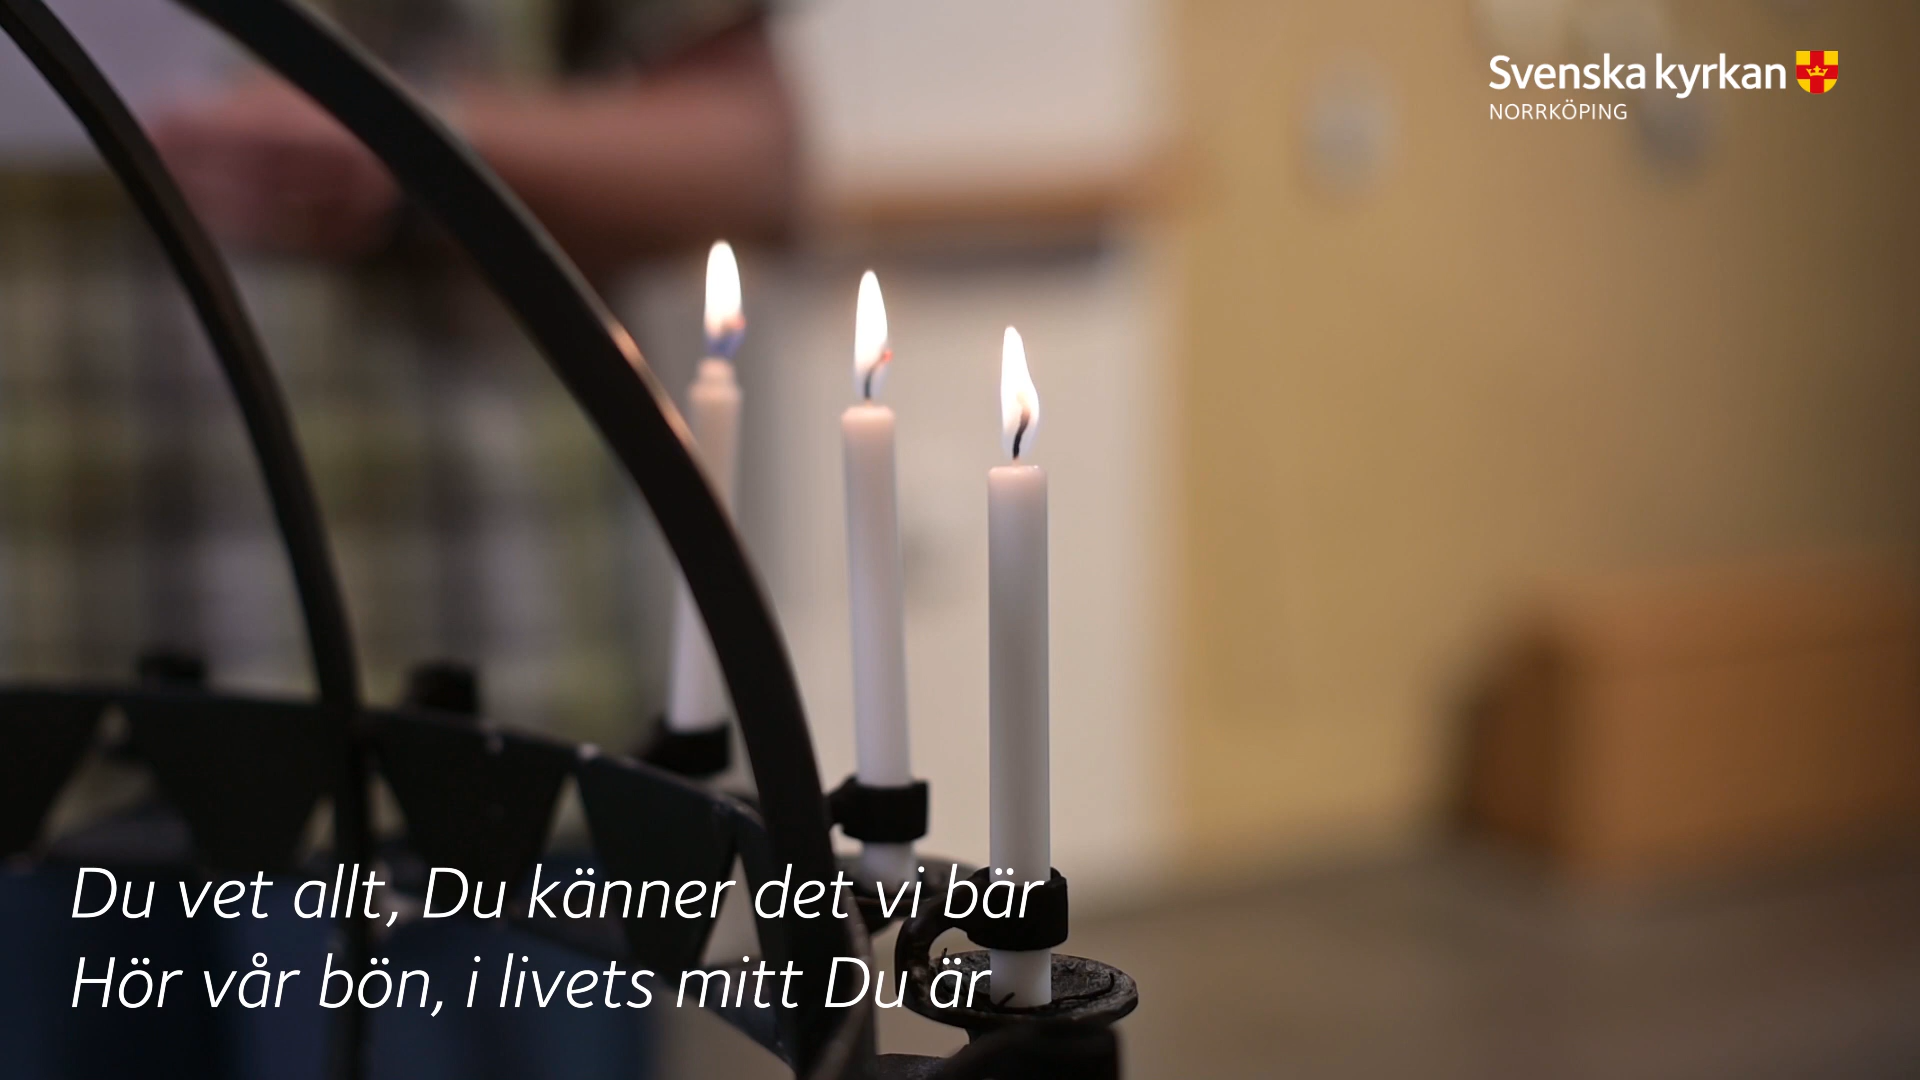 Svenska kyrkan
NORRKÖPING
Du vet allt, Du känner det vi bär
Hör vår bön, i livets mitt Du är